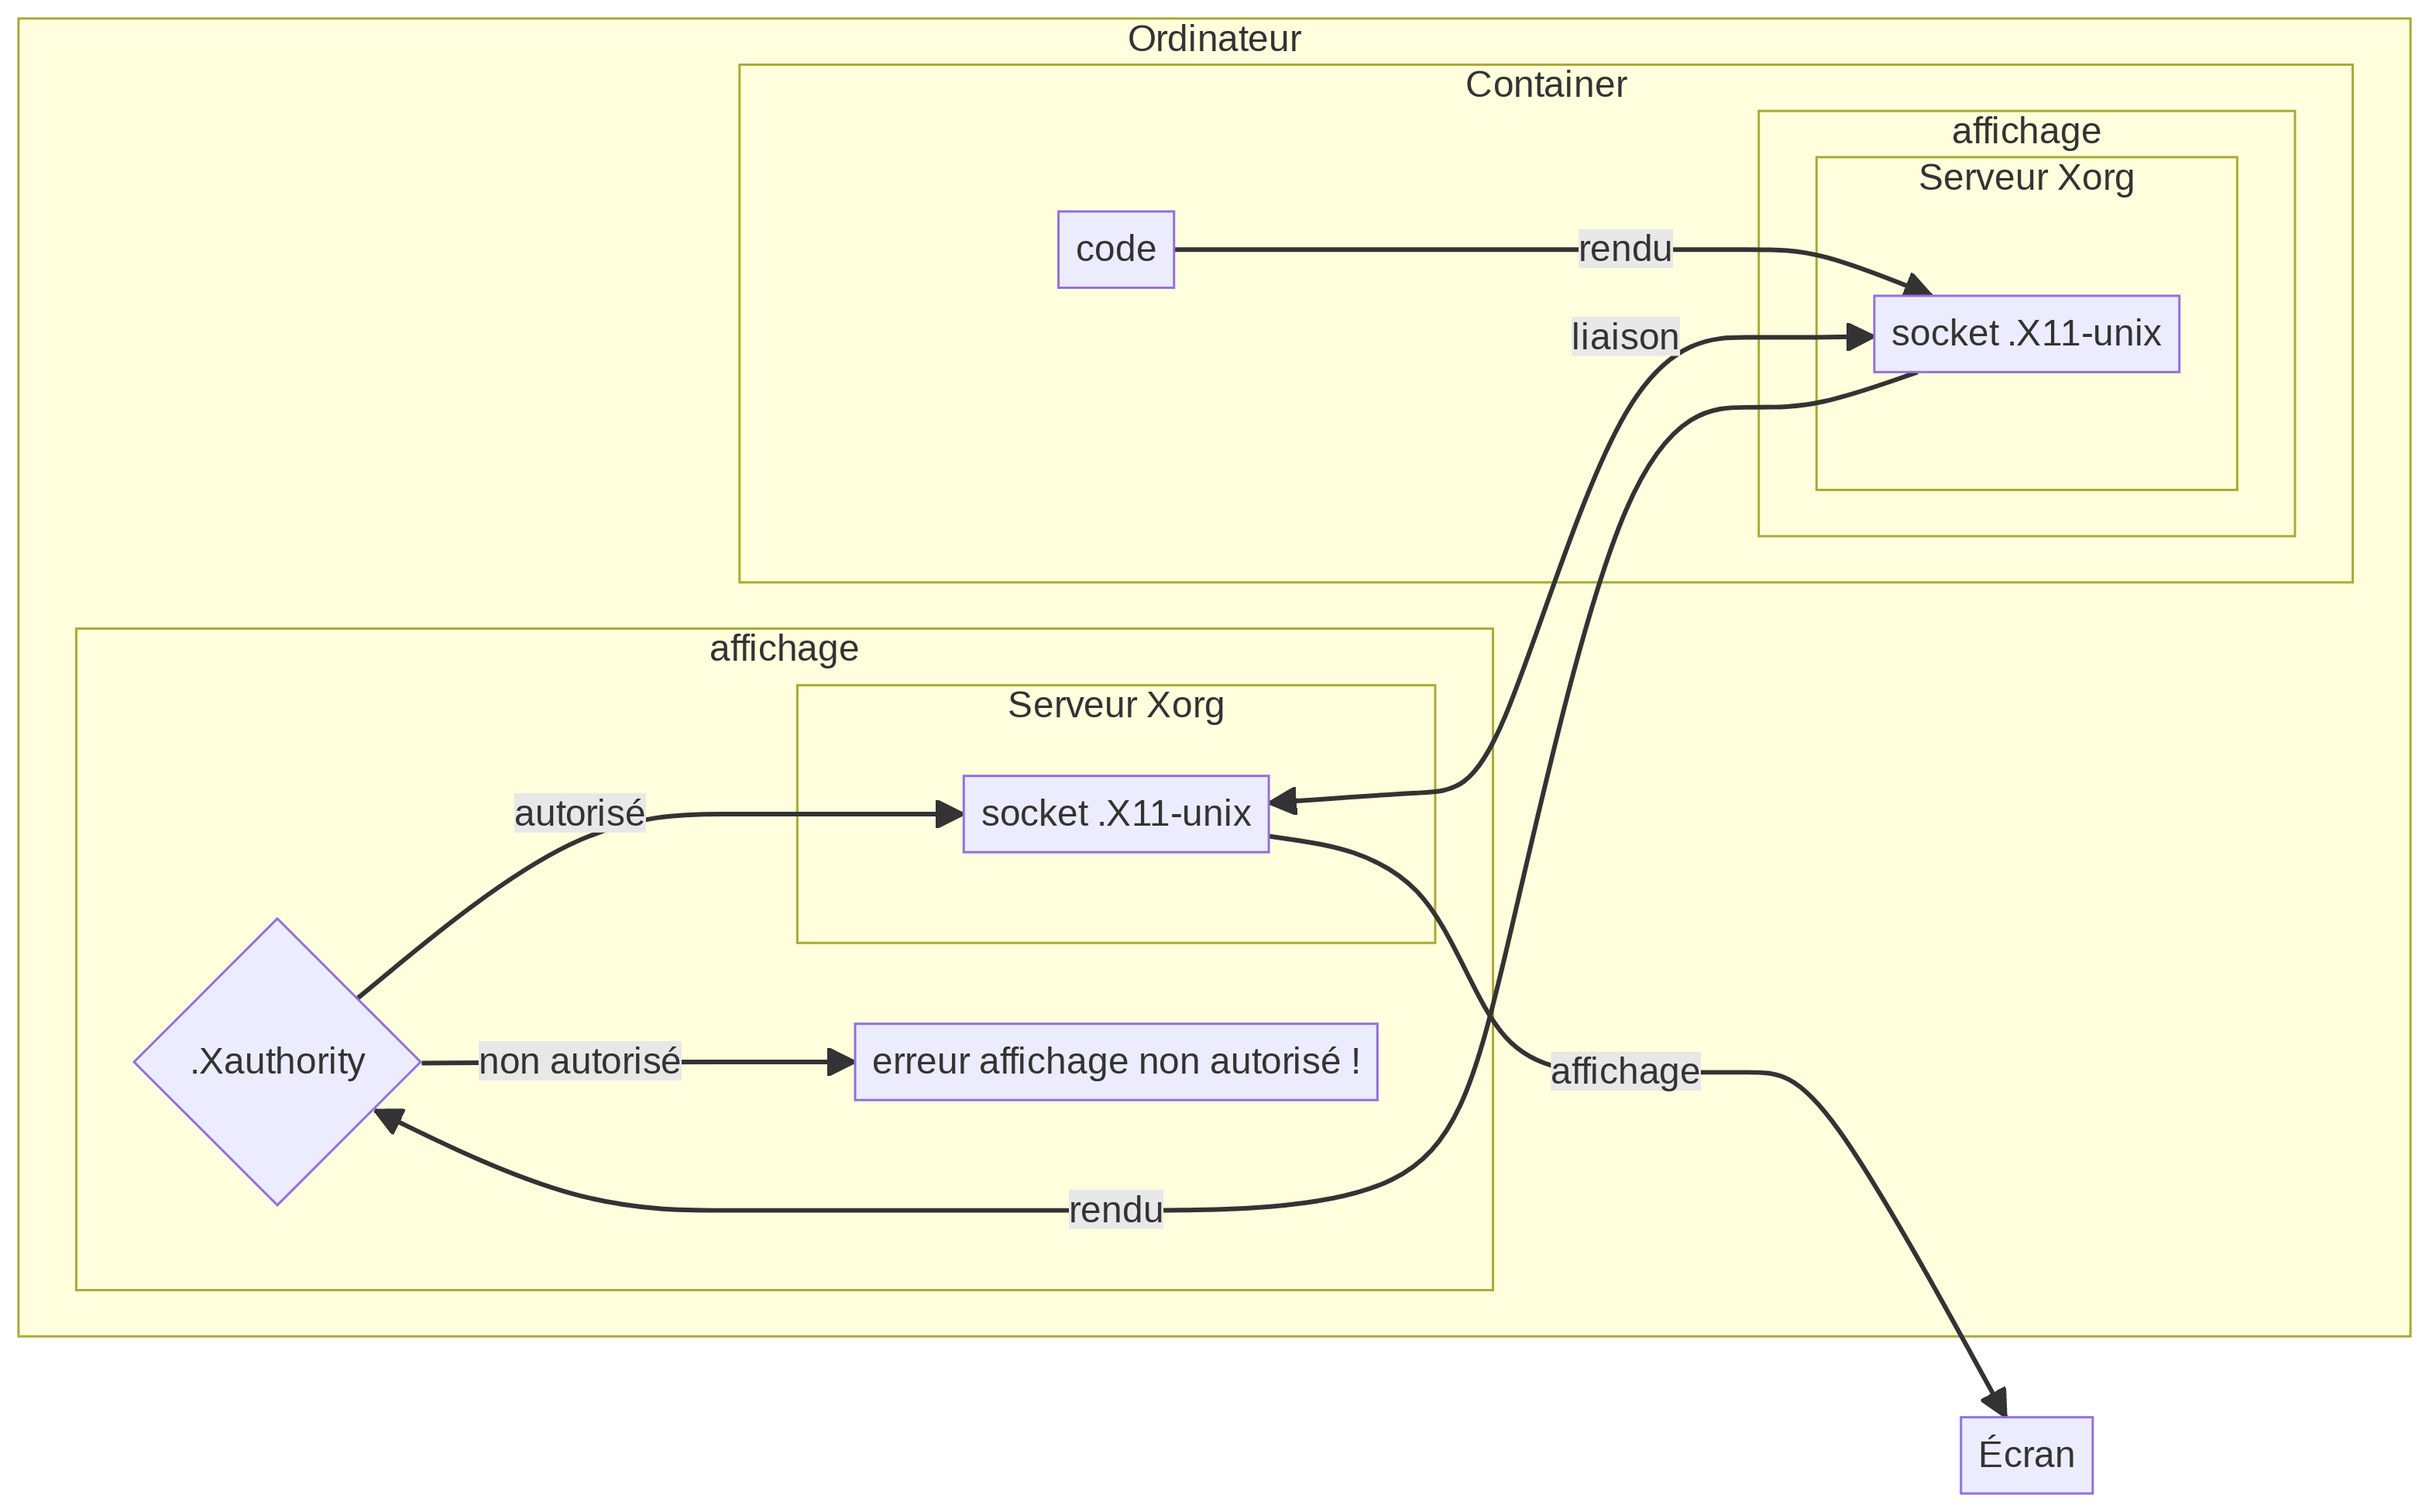 Ordinateur
Container
affichage
Serveur Xorg
code
rendu
socket .X11-unix
liaison
affichage
Serveur Xorg
autorisé
socket .X11-unix
.Xauthority
non autorisé
erreur affichage non autorisé !
affichage
rendu
Écran